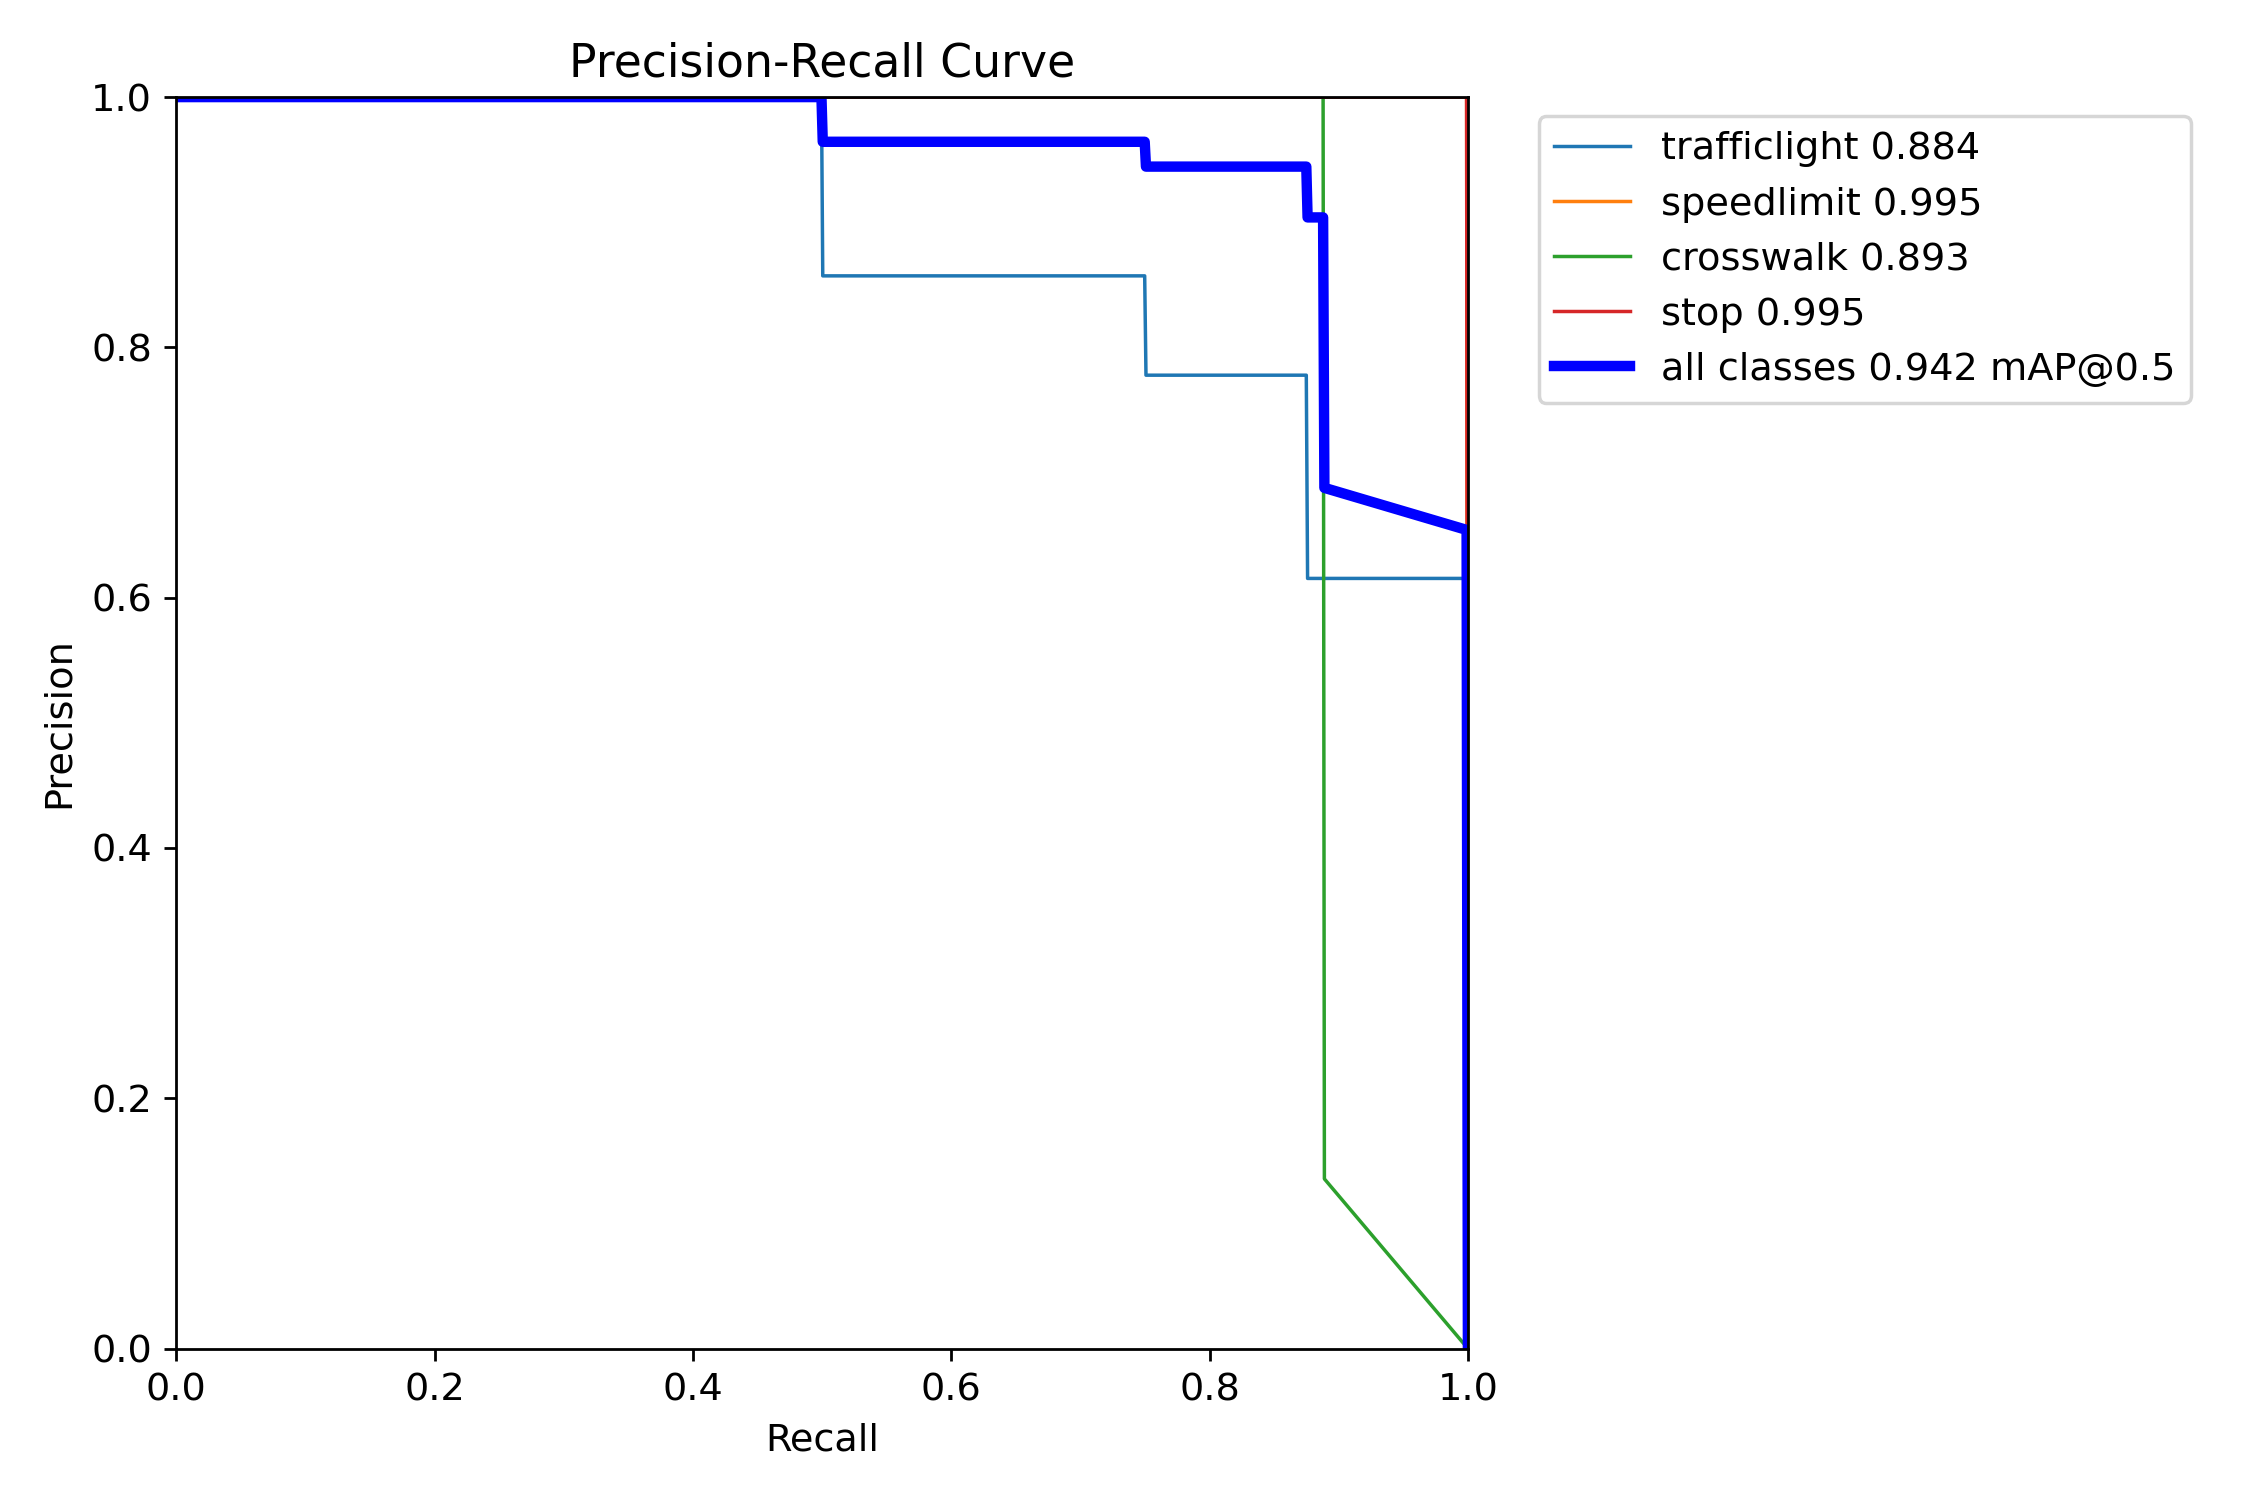 Precision-Recall Curve
1.0
0.8
0.6
0.4
0.2
0.0
Precision
0.0 0.2 0.4 0.6 0.8 1.0
Recall
trafficlight 0.884
speedlimit 0.995
crosswalk 0.893
stop 0.995
all classes 0.942 mAP@0.5